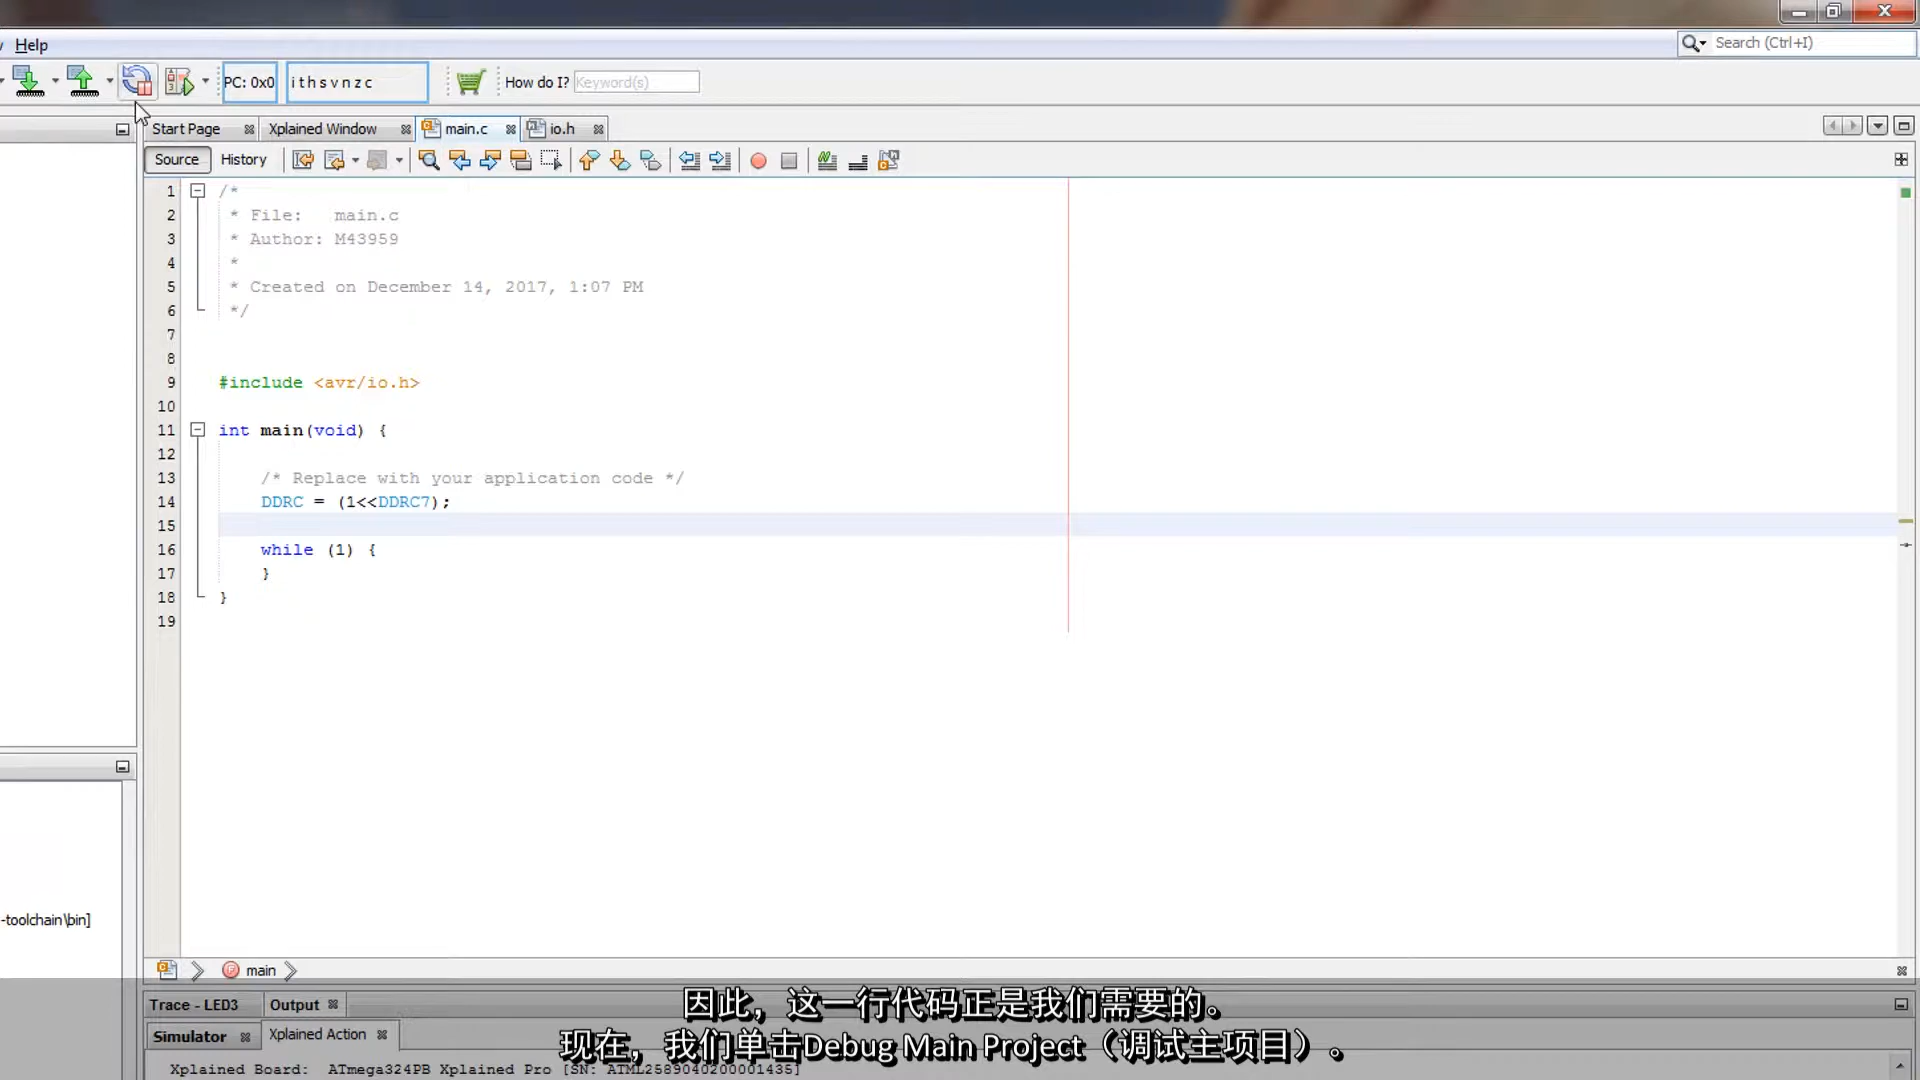 Help
Search (Ctrl+I)
PC: 0x0
i t h s v n z c
How do I?
Keyword(s)
Start Page
Xplained Window
main.c
io.h
Source
History
1 /*
2 * File: main.c
3 * Author: M43959
4 *
5 * Created on December 14, 2017, 1:07 PM
6 */
7
8
9 #include <avr/io.h>
10
11 int main(void) {
12
13 /* Replace with your application code */
14 DDRC = (1<<DDRC7);
15
16 while (1) {
17 }
18 }
19
-toolchain\bin]
main
Trace - LED3
Output
因此，这一行代码正是我们需要的。
Simulator
Xplained Action
现在，我们单击Debug Main Project（调试主项目）。
Xplained Board: ATmega324PB Xplained Pro [SN: ATML2589040200001435]